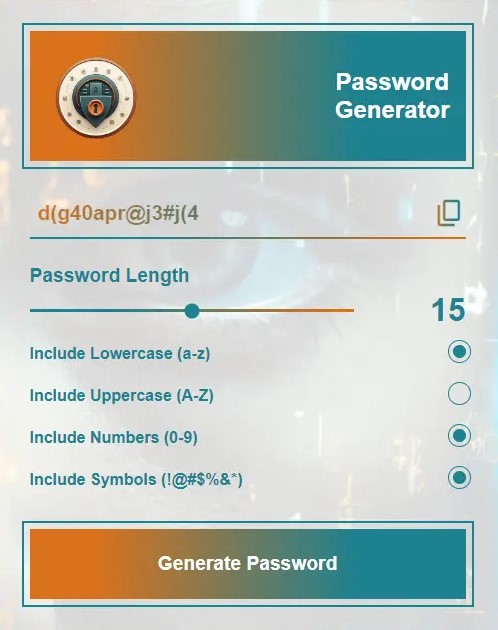 Password
Generator
d(g40apr@j3#j(4
Password Length
15
Include Lowercase (a-z)
Include Uppercase (A-Z)
Include Numbers (0-9)
Include Symbols (!@#$%&*)
Generate Password